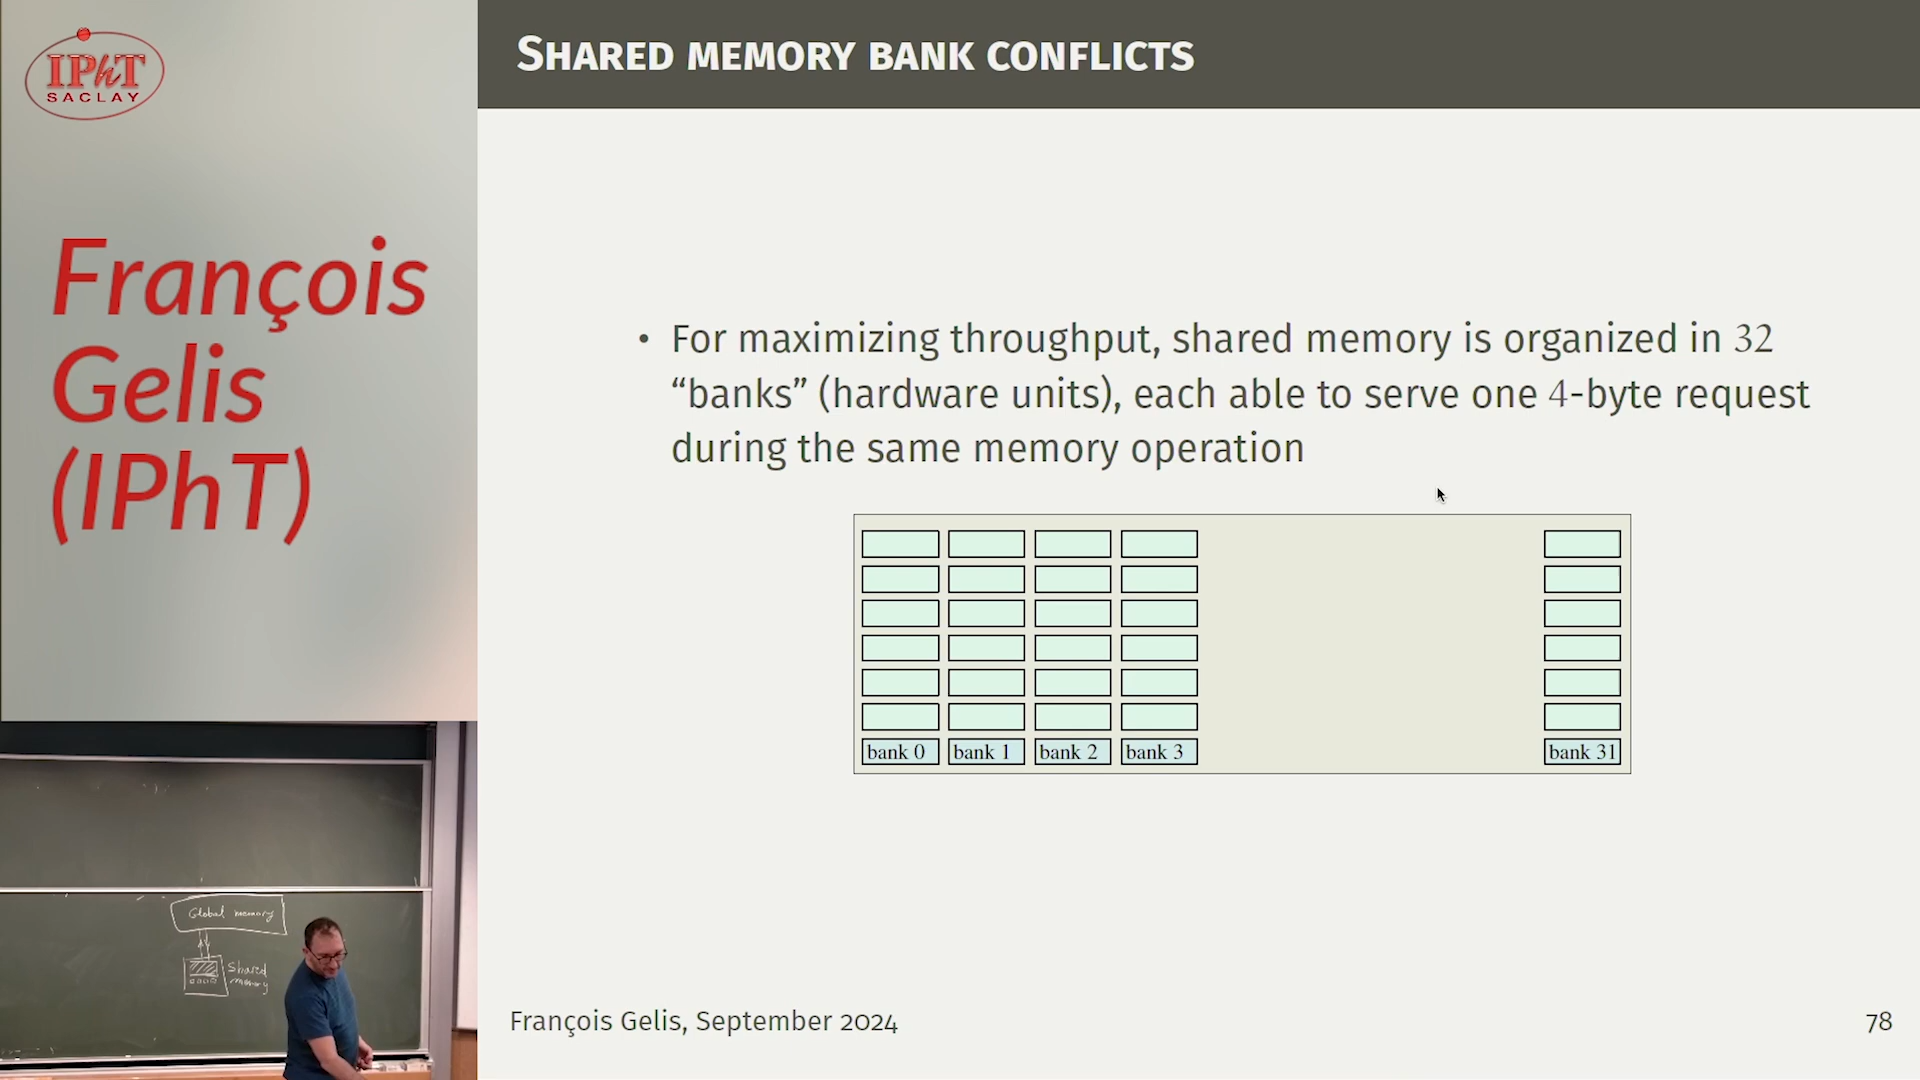 IPhT
SACLAY
François
Gelis
(IPhT)
SHARED MEMORY BANK CONFLICTS
• For maximizing throughput, shared memory is organized in 32
“banks” (hardware units), each able to serve one 4-byte request
during the same memory operation
bank 0 bank 1 bank 2 bank 3 bank 31
Global memory
Shared
memory
François Gelis, September 2024
78